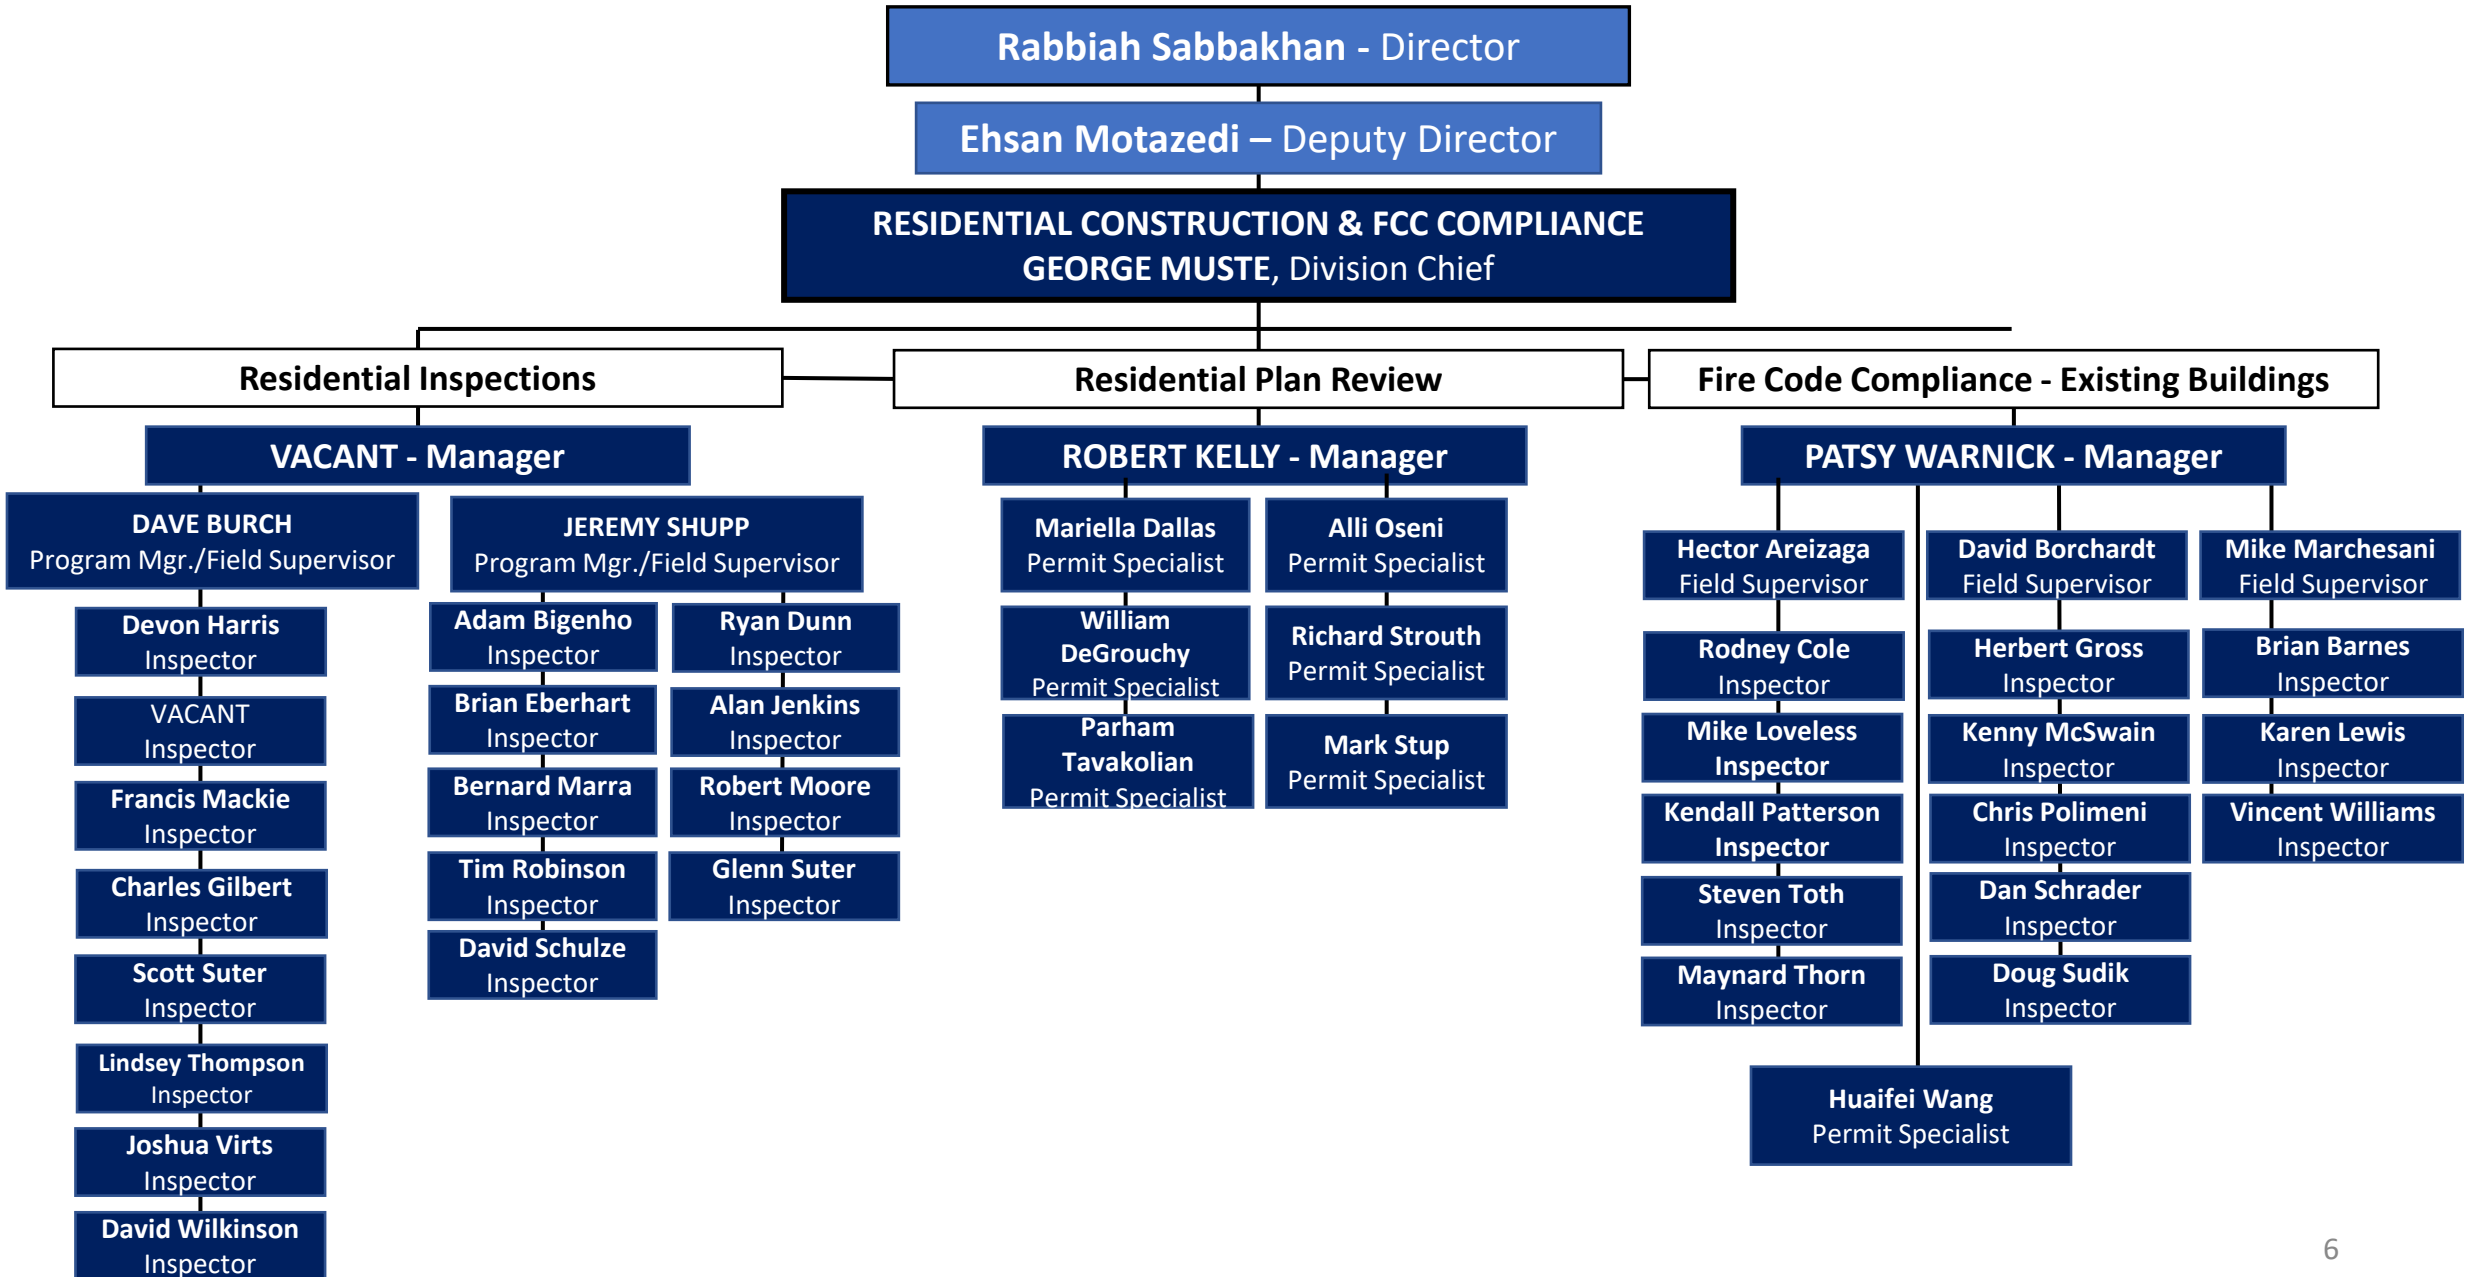 Rabbiah Sabbakhan - Director
Ehsan Motazedi – Deputy Director
RESIDENTIAL CONSTRUCTION & FCC COMPLIANCE
GEORGE MUSTE, Division Chief
Residential Inspections
VACANT - Manager
DAVE BURCH
Program Mgr./Field Supervisor
Devon Harris
Inspector
VACANT
Inspector
Francis Mackie
Inspector
Charles Gilbert
Inspector
Scott Suter
Inspector
Lindsey Thompson
Inspector
Joshua Virts
Inspector
David Wilkinson
Inspector
JEREMY SHUPP
Program Mgr./Field Supervisor
Adam Bigenho
Inspector
Brian Eberhart
Inspector
Bernard Marra
Inspector
Tim Robinson
Inspector
David Schulze
Inspector
Ryan Dunn
Inspector
Alan Jenkins
Inspector
Robert Moore
Inspector
Glenn Suter
Inspector
Residential Plan Review
ROBERT KELLY - Manager
Mariella Dallas
Permit Specialist
William
DeGrouchy
Permit Specialist
Parham
Tavakolian
Permit Specialist
Alli Oseni
Permit Specialist
Richard Strouth
Permit Specialist
Mark Stup
Permit Specialist
Fire Code Compliance - Existing Buildings
PATSY WARNICK - Manager
Hector Areizaga
Field Supervisor
Rodney Cole
Inspector
Mike Loveless
Inspector
Kendall Patterson
Inspector
Steven Toth
Inspector
Maynard Thorn
Inspector
David Borchardt
Field Supervisor
Herbert Gross
Inspector
Kenny McSwain
Inspector
Chris Polimeni
Inspector
Dan Schrader
Inspector
Doug Sudik
Inspector
Mike Marchesani
Field Supervisor
Brian Barnes
Inspector
Karen Lewis
Inspector
Vincent Williams
Inspector
Huaifei Wang
Permit Specialist
6